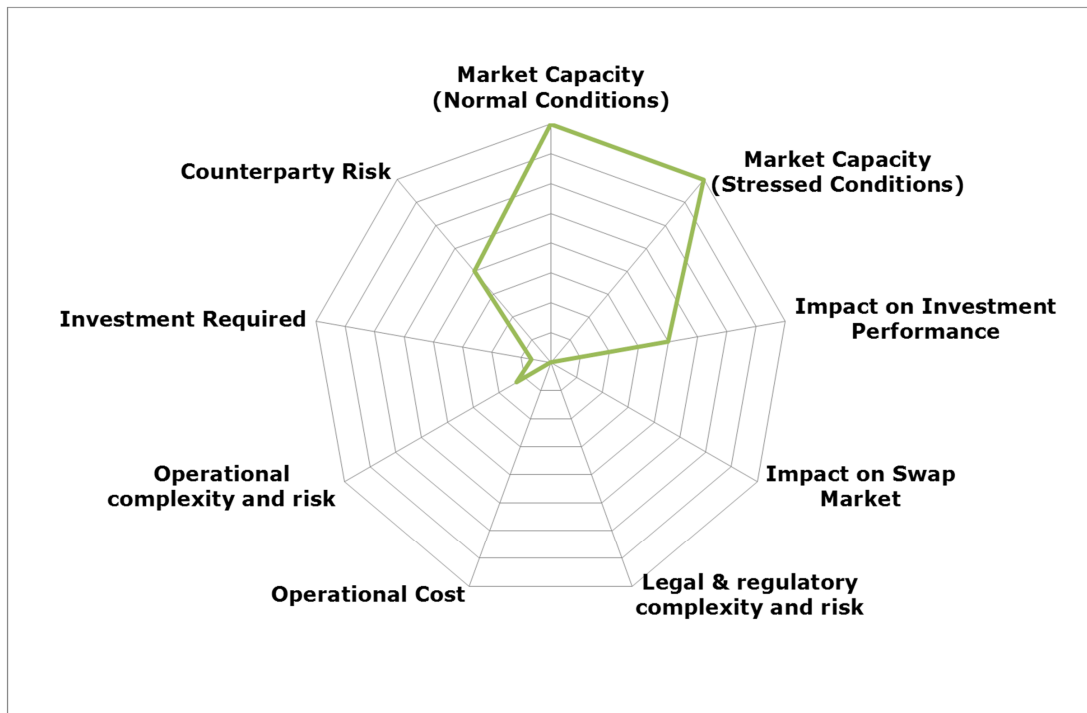 Market Capacity
(Normal Conditions)
Market Capacity
(Stressed Conditions)
Impact on Investment
Performance
Impact on Swap
Market
Legal & regulatory
complexity and risk
Operational Cost
Operational
complexity and risk
Investment Required
Counterparty Risk